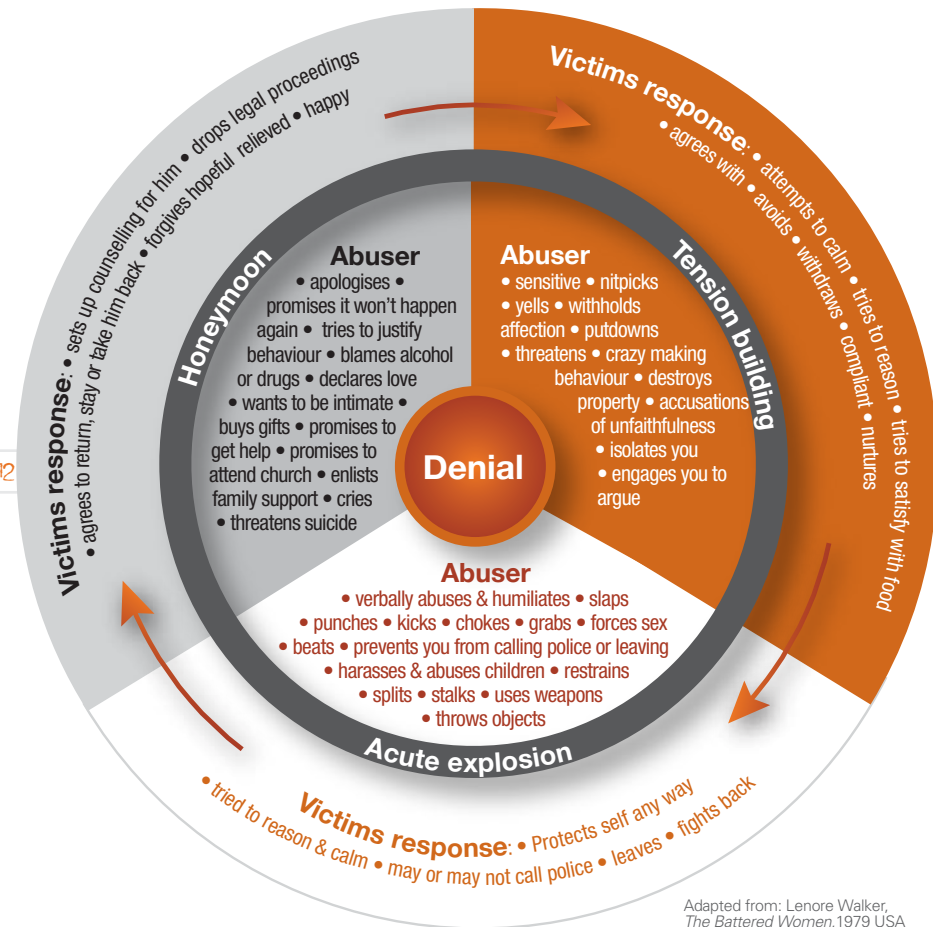 Victims response: • sets up counselling for him • drops legal proceedings
• agrees to return, stay or take him back • forgives hopeful relieved • happy
Honeymoon
Abuser
• apologises •
promises it won't happen
again • tries to justify
behaviour • blames alcohol
or drugs • declares love
• wants to be intimate •
buys gifts • promises to
get help • promises to
attend church • enlists
family support • cries
• threatens suicide
Victims response: • attempts to calm • tries to reason • tries to satisfy with food
• agrees with • avoids • withdraws • compliant • nurtures
Tension building
Abuser
• sensitive • nitpicks
• yells • withholds
affection • putdowns
• threatens • crazy making
behaviour • destroys
property • accusations
of unfaithfulness
• isolates you
• engages you to
argue
Denial
Abuser
• verbally abuses & humiliates • slaps
• punches • kicks • chokes • grabs • forces sex
• beats • prevents you from calling police or leaving
• harasses & abuses children • restrains
• splits • stalks • uses weapons
• throws objects
Acute explosion
Victims response: • Protects self any way
• tried to reason & calm • may or may not call police • leaves • fights back
Adapted from: Lenore Walker,
The Battered Women,1979 USA